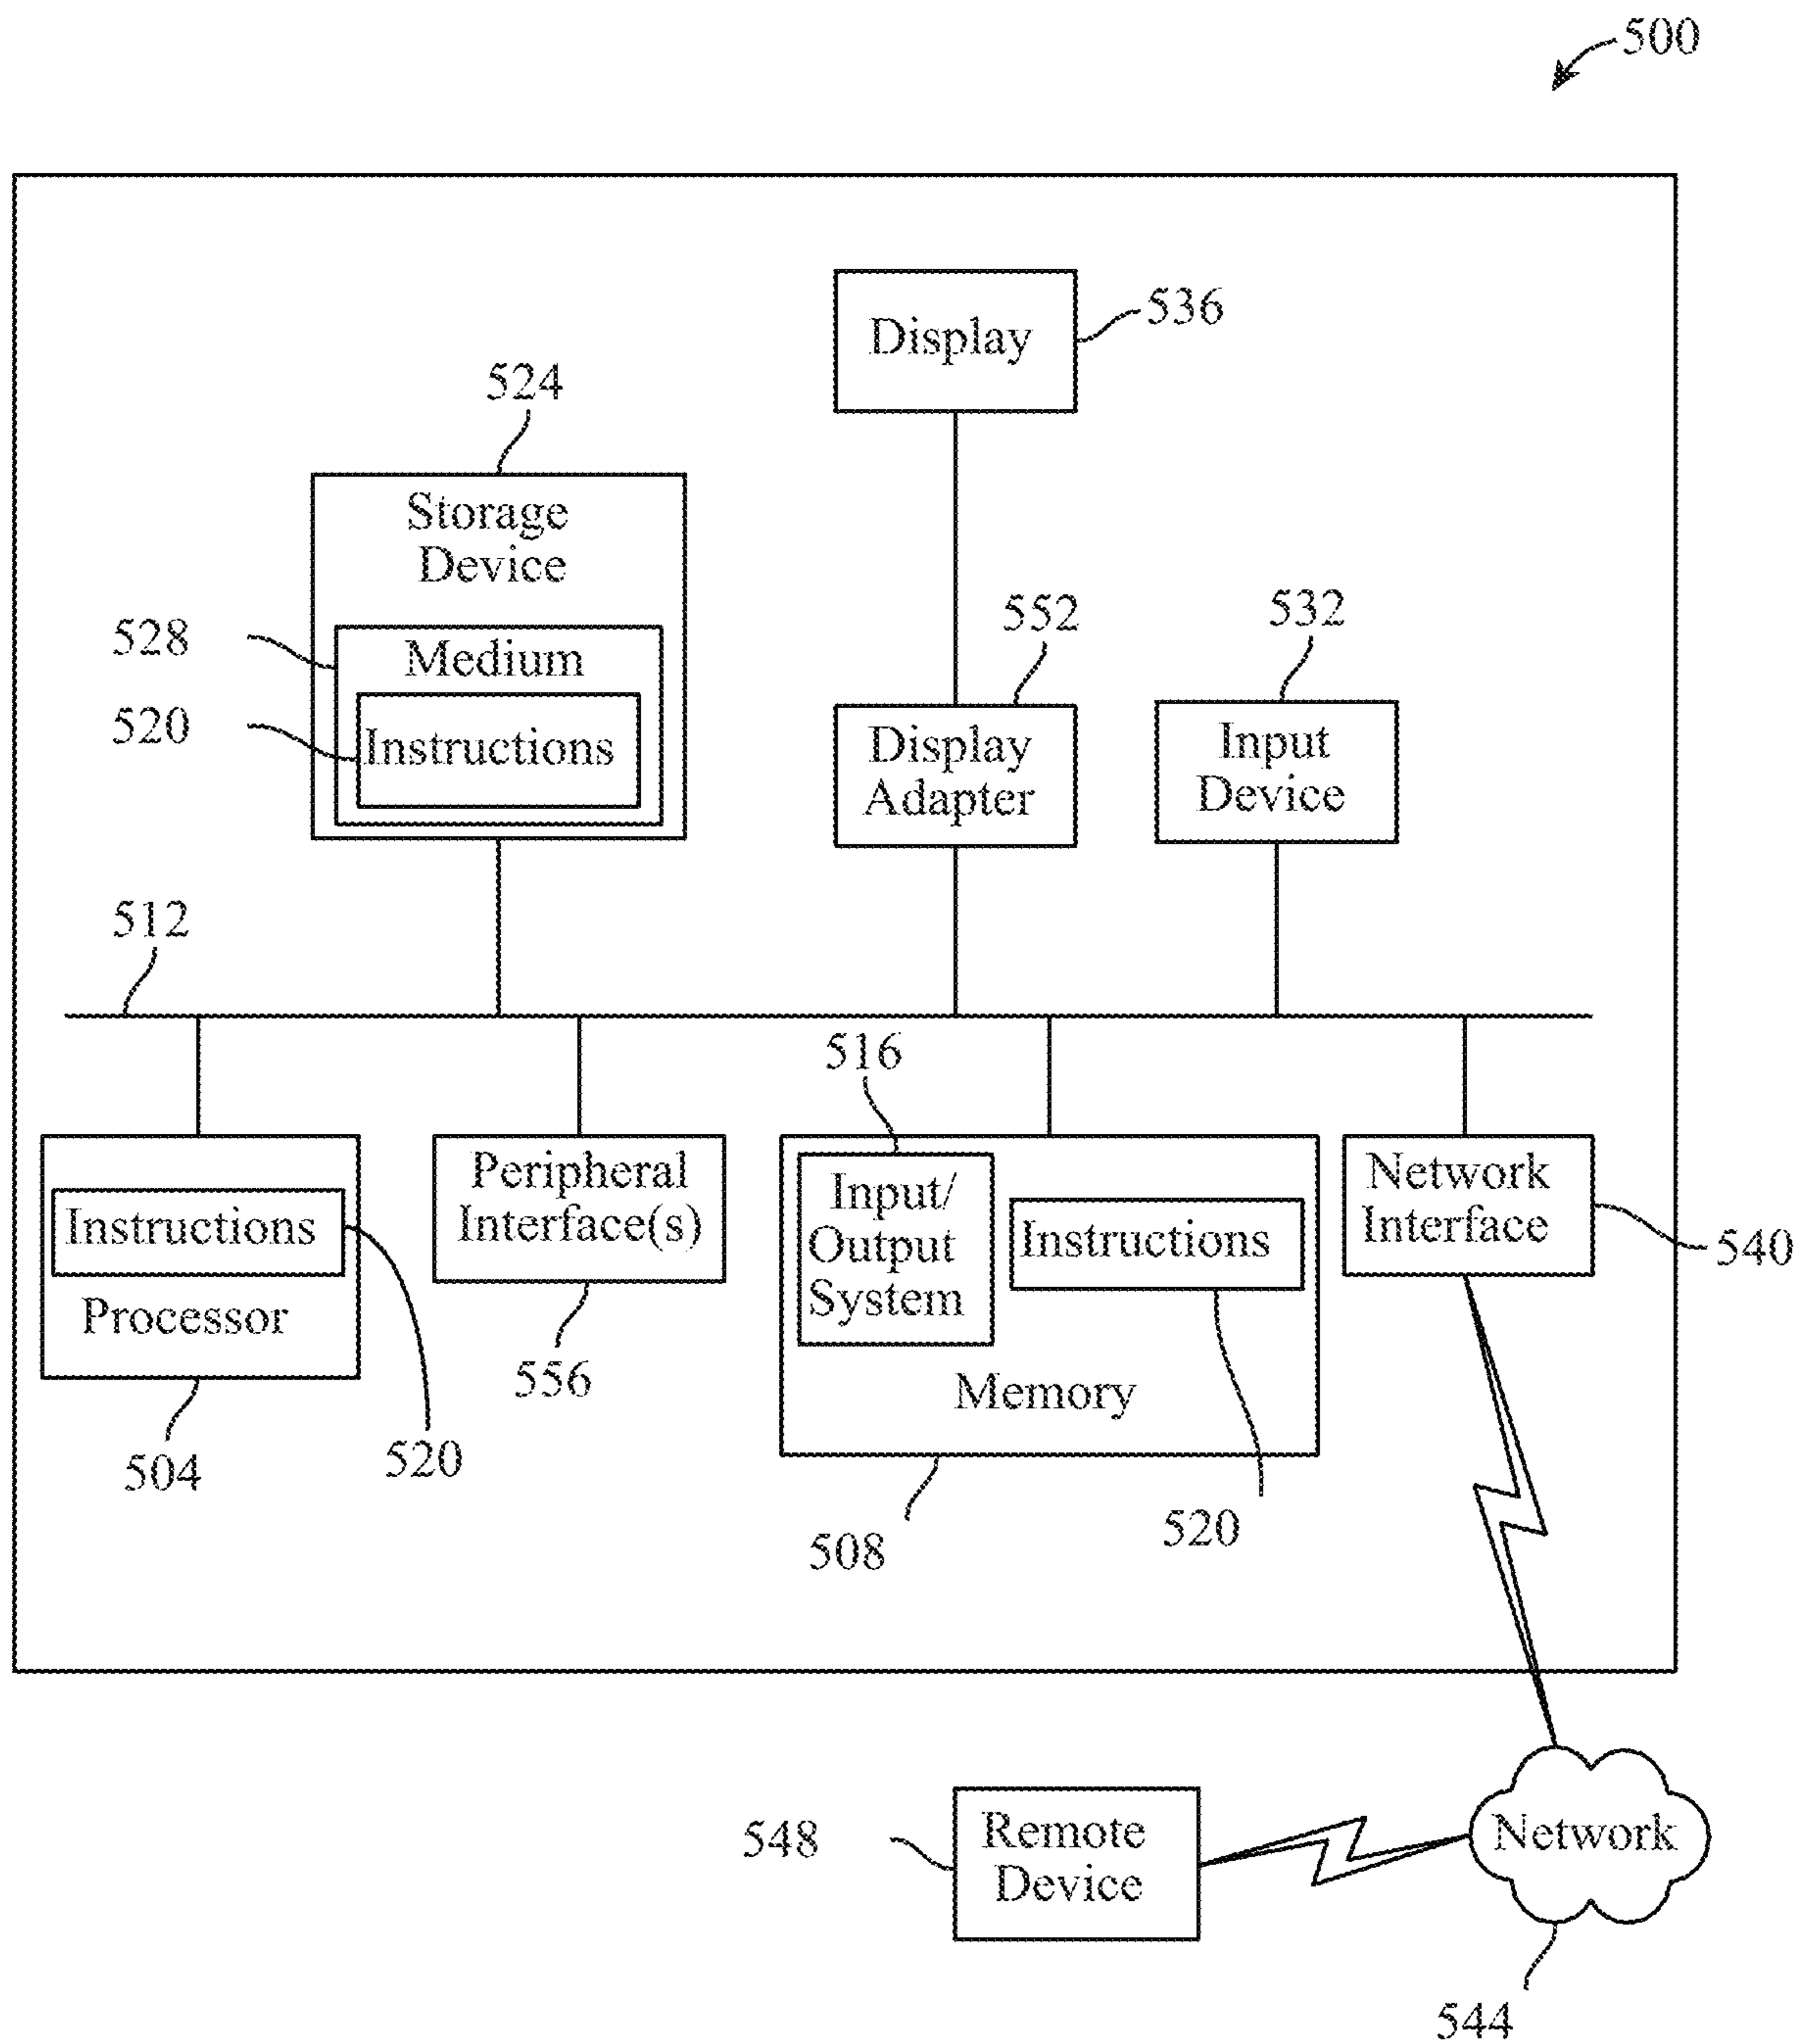 500
Display
536
524
Storage
Device
528
Medium
520
Instructions
552
Display
Adapter
532
Input
Device
512
516
Instructions
Processor
504
520
Peripheral
Interface(s)
556
Input/
Output
System
Instructions
Memory
508
520
Network
Interface
540
548
Remote
Device
Network
544